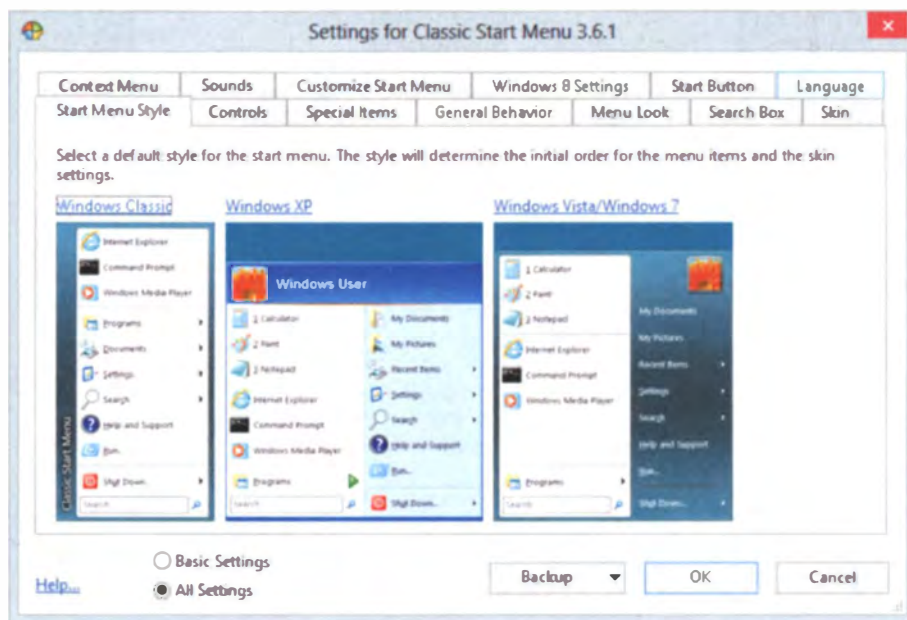 Settings for Classic Start Menu 3.6.1
Context Menu Sounds Customize Start Menu Windows 8 Settings Start Button Language
Start Menu Style Controls Special Items General Behavior Menu Look Search Box Skin
Select a default style for the start menu. The style will determine the initial order for the menu items and the skin
settings.
Windows Classic
Internet Explorer
Command Prompt
Windows Media Player
Programs
Documents
Settings
Search
Help and Support
Run...
Shut Down...
Search
Classic Start Menu
Windows XP
Windows User
1 Calculator
2 Paint
3 Notepad
Internet Explorer
Command Prompt
Windows Media Player
Programs
Search
My Documents
My Pictures
Recent Items
Settings
Search
Help and Support
Run...
Shut Down...
Windows Vista/Windows 7
1 Calculator
2 Paint
3 Notepad
Internet Explorer
Command Prompt
Windows Media Player
Programs
Search
My Documents
My Pictures
Recent Items
Settings
Search
Help and Support
Run...
Shut Down...
Basic Settings
All Settings
Help...
Backup
OK
Cancel